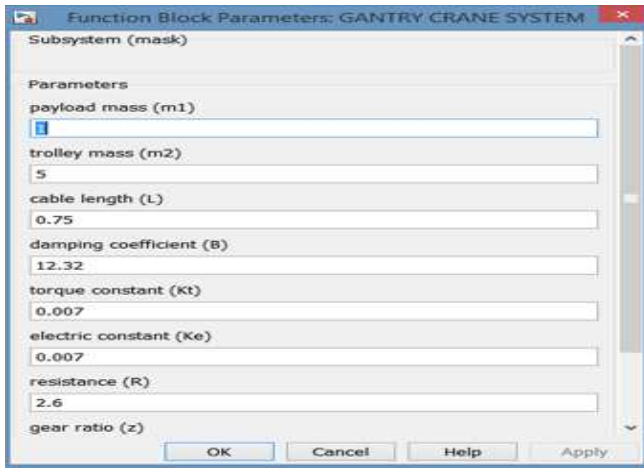 Function Block Parameters: GANTRY CRANE SYSTEM
Subsystem (mask)
Parameters
payload mass (m1)
1
trolley mass (m2)
5
cable length (L)
0.75
damping coefficient (B)
12.32
torque constant (Kt)
0.007
electric constant (Ke)
0.007
resistance (R)
2.6
gear ratio (z)
OK Cancel Help Apply